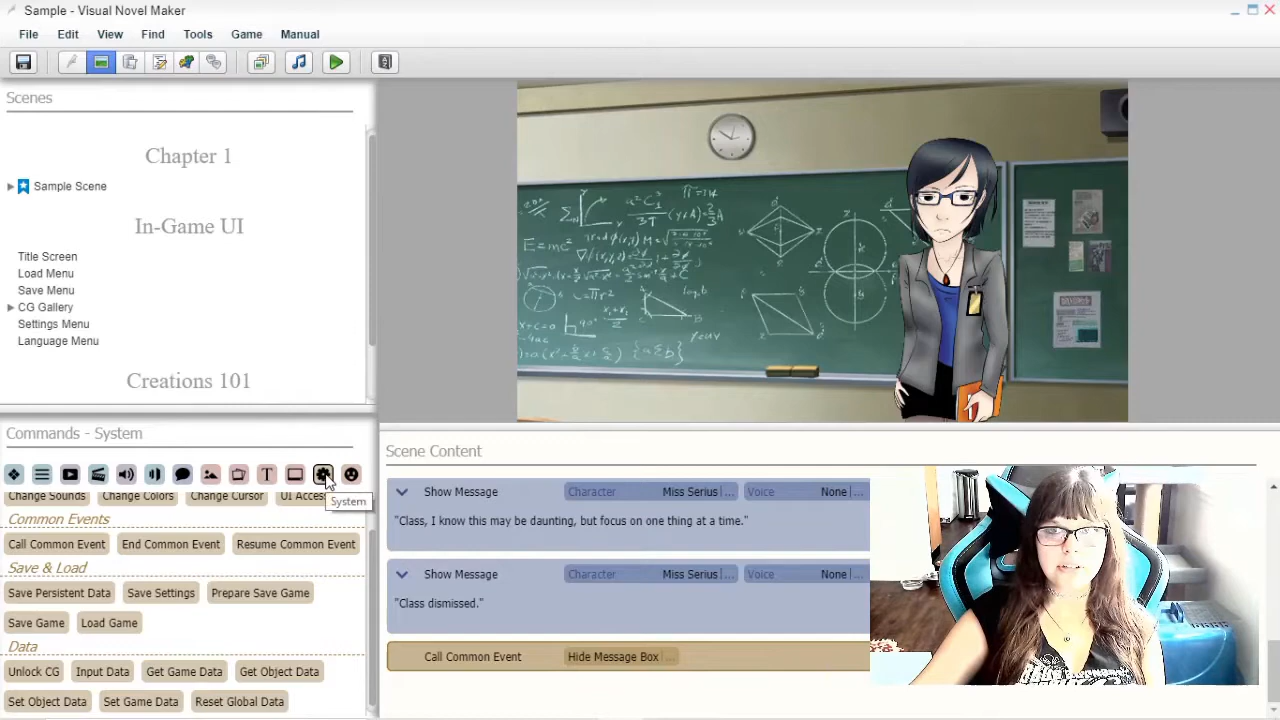 Sample - Visual Novel Maker
File Edit View Find Tools Game Manual
Scenes
Chapter 1
Sample Scene
In-Game UI
Title Screen
Load Menu
Save Menu
CG Gallery
Settings Menu
Language Menu
Creations 101
Commands - System
T
System
Change Sounds Change Colors Change Cursor UI Access
Common Events
Call Common Event End Common Event Resume Common Event
Save & Load
Save Persistent Data Save Settings Prepare Save Game
Save Game Load Game
Data
Unlock CG Input Data Get Game Data Get Object Data
Set Object Data Set Game Data Reset Global Data
E=mc²
Scene Content
Show Message Character Miss Serius ... Voice None ...
"Class, I know this may be daunting, but focus on one thing at a time."
Show Message Character Miss Serius ... Voice None ...
"Class dismissed."
Call Common Event Hide Message Box ...